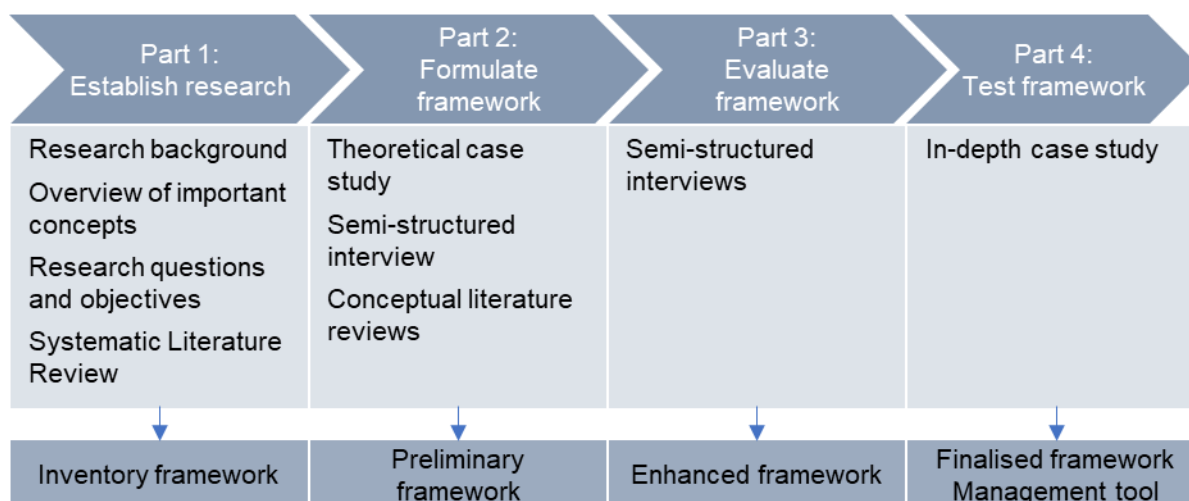 Part 1:
Establish research
Part 2:
Formulate
framework
Part 3:
Evaluate
framework
Part 4:
Test framework
Research background
Overview of important
concepts
Research questions
and objectives
Systematic Literature
Review
Theoretical case
study
Semi-structured
interview
Conceptual literature
reviews
Semi-structured
interviews
In-depth case study
Inventory framework
Preliminary
framework
Enhanced framework
Finalised framework
Management tool